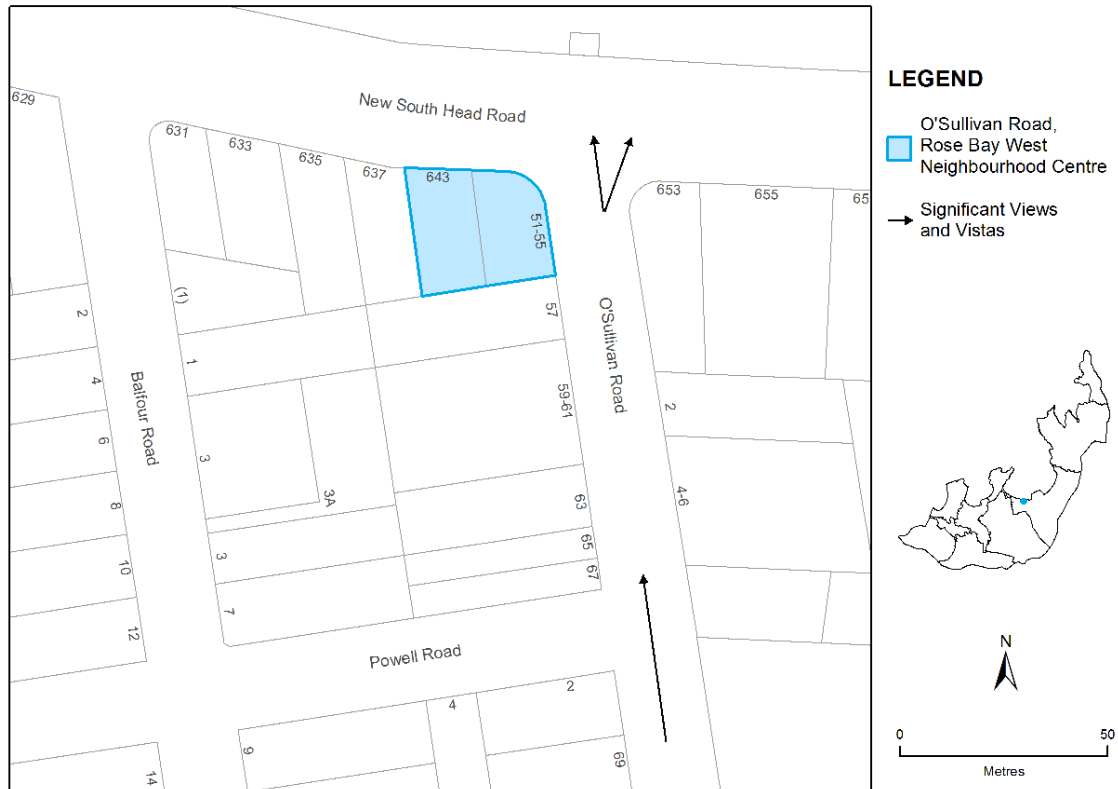 629
New South Head Road
631
633
635
637
643
51-55
653
655
65
LEGEND
O'Sullivan Road,
Rose Bay West
Neighbourhood Centre
Significant Views
and Vistas
(1)
2
57
O'Sullivan Road
1
4
Balfour Road
59-61
2
6
3
3A
4-6
8
63
3
65
10
67
7
12
Powell Road
2
4
9
69
14
N
0
50
Metres